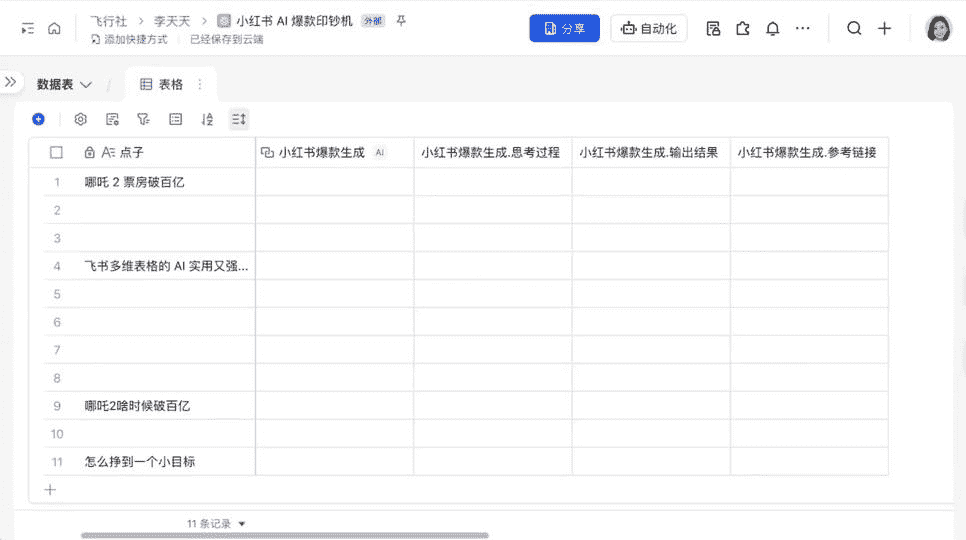 飞行社 > 李天天 > 小红书 AI 爆款印钞机 外部
添加快捷方式 | 已经保存到云端
分享
自动化
数据表
表格
点子
小红书爆款生成 AI
小红书爆款生成.思考过程
小红书爆款生成.输出结果
小红书爆款生成.参考链接
1 哪吒 2 票房破百亿
2
3
4 飞书多维表格的 AI 实用又强...
5
6
7
8
9 哪吒2啥时候破百亿
10
11 怎么挣到一个小目标
11 条记录